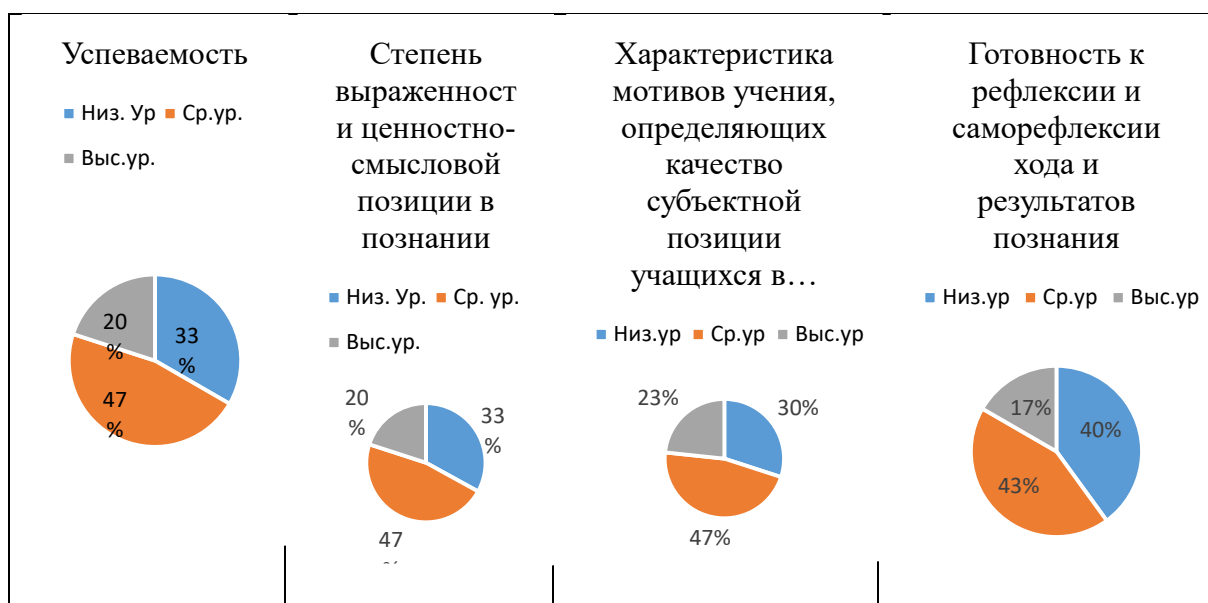 Успеваемость
Низ. Ур Ср.ур.
Выс.ур.
20
%
33
%
47
%
Степень
выраженност
и ценностно-
смысловой
позиции в
познании
Низ. Ур. Ср. ур.
Выс.ур.
20
%
33
%
47
Характеристика
мотивов учения,
определяющих
качество
субъектной
позиции
учащихся в…
Низ.ур Ср.ур Выс.ур
23%
30%
47%
Готовность к
рефлексии и
саморефлексии
хода и
результатов
познания
Низ.ур Ср.ур Выс.ур
17%
40%
43%